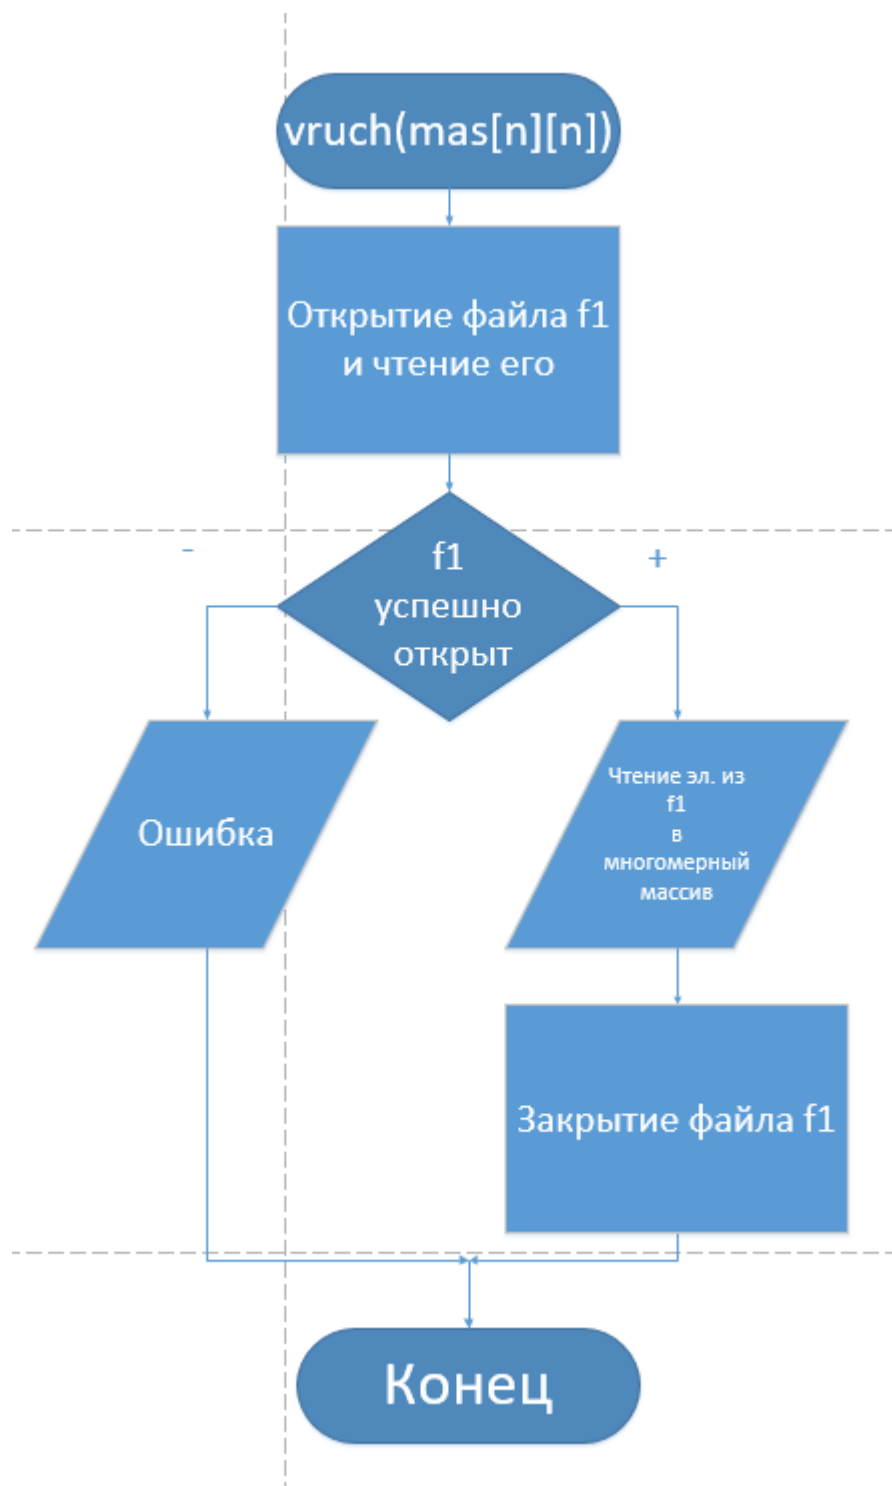 vruch(mas[n][n])
Открытие файла f1
и чтение его
f1
успешно
открыт
-
+
Ошибка
Чтение эл. из
f1
в
многомерный
массив
Закрытие файла f1
Конец